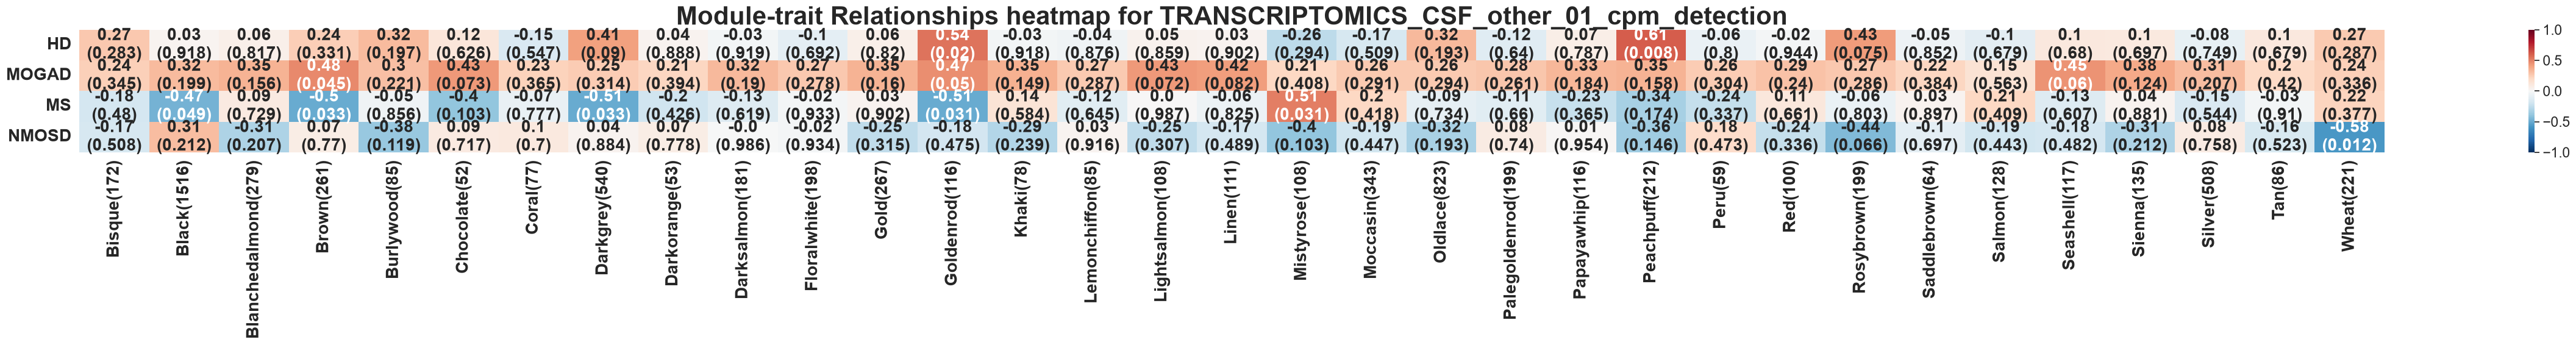 Module-trait Relationships heatmap for TRANSCRIPTOMICS_CSF_other_01_cpm_detection
HD
0.27 0.03 0.06 0.24 0.32 0.12 -0.15 0.41 0.04 -0.03 -0.1 0.06 0.54 -0.03 -0.04 0.05 0.03 -0.26 -0.17 0.32 -0.12 0.07 0.61 -0.06 -0.02 0.43 -0.05 -0.1 0.1 0.1 -0.08 0.1 0.27
(0.283) (0.918) (0.817) (0.331) (0.197) (0.626) (0.547) (0.09) (0.888) (0.919) (0.692) (0.82) (0.02) (0.918) (0.876) (0.859) (0.902) (0.294) (0.509) (0.193) (0.64) (0.787) (0.008) (0.8) (0.944) (0.075) (0.852) (0.679) (0.68) (0.697) (0.749) (0.679) (0.287)
MOGAD
0.24 0.32 0.35 0.48 0.3 0.43 0.23 0.25 0.21 0.32 0.27 0.35 0.47 0.35 0.27 0.43 0.42 0.21 0.26 0.26 0.28 0.33 0.35 0.26 0.29 0.27 0.22 0.15 0.45 0.38 0.31 0.2 0.24
(0.345) (0.199) (0.156) (0.045) (0.221) (0.073) (0.365) (0.314) (0.394) (0.19) (0.278) (0.16) (0.05) (0.149) (0.287) (0.072) (0.082) (0.408) (0.291) (0.294) (0.261) (0.184) (0.158) (0.304) (0.24) (0.286) (0.384) (0.563) (0.06) (0.124) (0.207) (0.42) (0.336)
MS
-0.18 -0.47 0.09 -0.5 -0.05 -0.4 -0.07 -0.51 -0.2 -0.13 -0.02 0.03 -0.51 0.14 -0.12 0.0 -0.06 0.51 0.2 -0.09 -0.11 -0.23 -0.34 -0.24 0.11 -0.06 0.03 0.21 -0.13 0.04 -0.15 -0.03 0.22
(0.48) (0.049) (0.729) (0.033) (0.856) (0.103) (0.777) (0.033) (0.426) (0.619) (0.933) (0.902) (0.031) (0.584) (0.645) (0.987) (0.825) (0.031) (0.418) (0.734) (0.66) (0.365) (0.174) (0.337) (0.661) (0.803) (0.897) (0.409) (0.607) (0.881) (0.544) (0.91) (0.377)
NMOSD
-0.17 0.31 -0.31 0.07 -0.38 0.09 0.1 0.04 0.07 -0.0 -0.02 -0.25 -0.18 -0.29 0.03 -0.25 -0.17 -0.4 -0.19 -0.32 0.08 0.01 -0.36 0.18 -0.24 -0.44 -0.1 -0.19 -0.18 -0.31 0.08 -0.16 -0.58
(0.508) (0.212) (0.207) (0.77) (0.119) (0.717) (0.7) (0.884) (0.778) (0.986) (0.934) (0.315) (0.475) (0.239) (0.916) (0.307) (0.489) (0.103) (0.447) (0.193) (0.74) (0.954) (0.146) (0.473) (0.336) (0.066) (0.697) (0.443) (0.482) (0.212) (0.758) (0.523) (0.012)
Bisque(172)
Black(1516)
Blanchedalmond(279)
Brown(261)
Burlywood(85)
Chocolate(52)
Coral(77)
Darkgrey(540)
Darkorange(53)
Darksalmon(181)
Floralwhite(198)
Gold(267)
Goldenrod(116)
Khaki(78)
Lemonchiffon(85)
Lightsalmon(108)
Linen(111)
Mistyrose(108)
Moccasin(343)
Oldlace(823)
Palegoldenrod(199)
Papayawhip(116)
Peachpuff(212)
Peru(59)
Red(100)
Rosybrown(199)
Saddlebrown(64)
Salmon(128)
Seashell(117)
Sienna(135)
Silver(508)
Tan(86)
Wheat(221)
1.0
0.5
0.0
−0.5
−1.0